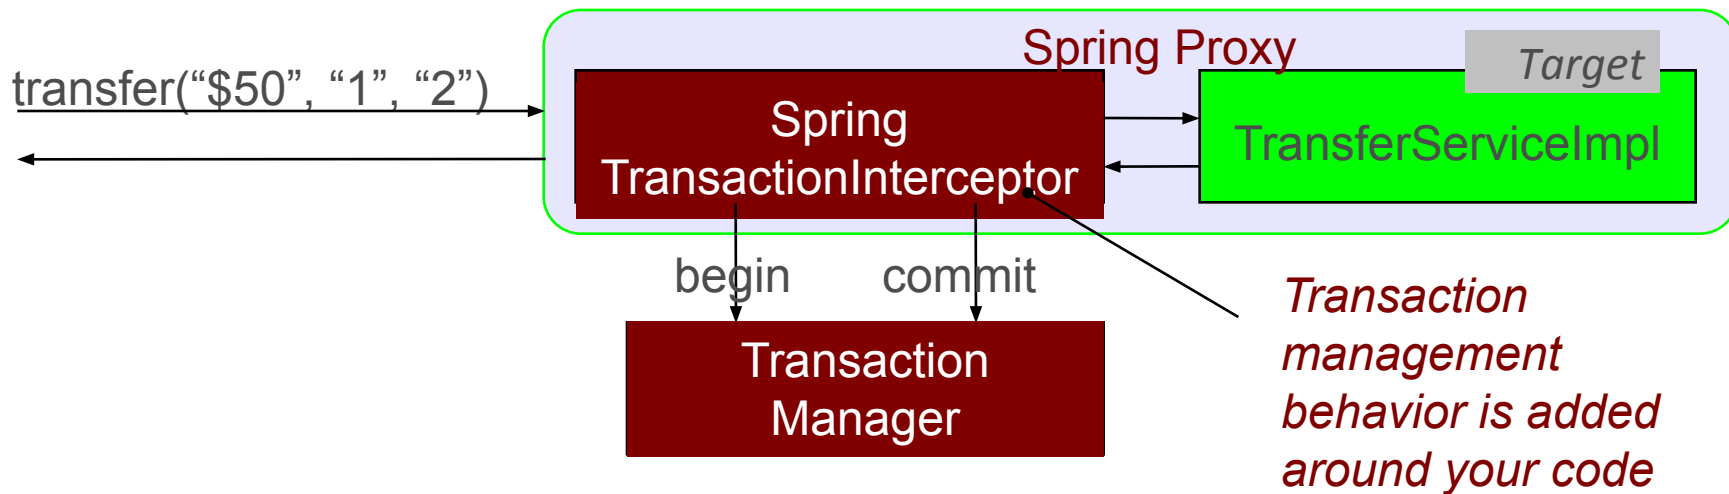 Spring Proxy
Target
transfer(“$50”, “1”, “2”)
Spring
TransactionInterceptor
TransferServiceImpl
begin
commit
Transaction
Manager
Transaction
management
behavior is added
around your code